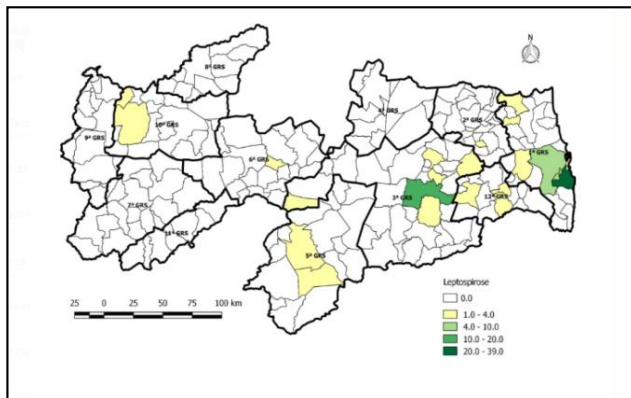 N
8ª GRS
4ª GRS
2ª GRS
10ª GRS
9ª GRS
1ª GRS
6ª GRS
3ª GRS
12ª GRS
7ª GRS
11ª GRS
5ª GRS
Leptospirose
0.0
1.0 - 4.0
4.0 - 10.0
10.0 - 20.0
20.0 - 39.0
25 0 25 50 75 100 km